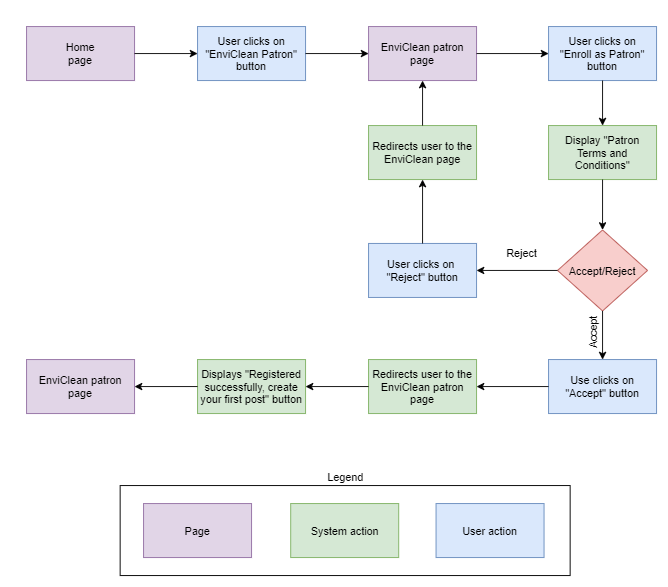 Home
page
User clicks on
"EnviClean Patron"
button
EnviClean patron
page
User clicks on
"Enroll as Patron"
button
Redirects user to the
EnviClean page
Display "Patron
Terms and
Conditions"
User clicks on
"Reject" button
Reject
Accept/Reject
Accept
EnviClean patron
page
Displays "Registered
successfully, create
your first post" button
Redirects user to the
EnviClean patron
page
Use clicks on
"Accept" button
Legend
Page
System action
User action